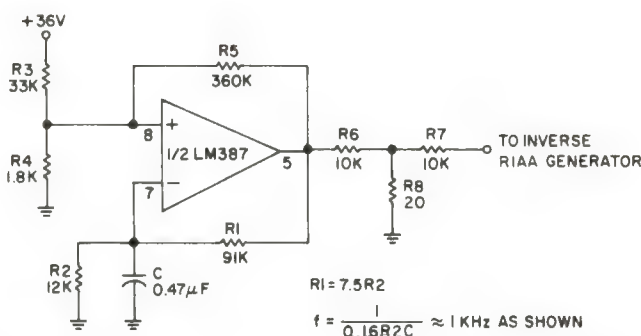 +36V
R3
33K
R5
360K
8
+
1/2 LM387
5
R6
10K
R7
10K
TO INVERSE
RIAA GENERATOR
R4
1.8K
7
−
R8
20
R1
91K
R2
12K
C
0.47μF
R1=7.5R2
f = 1/0.16R2C ≈ 1KHz AS SHOWN